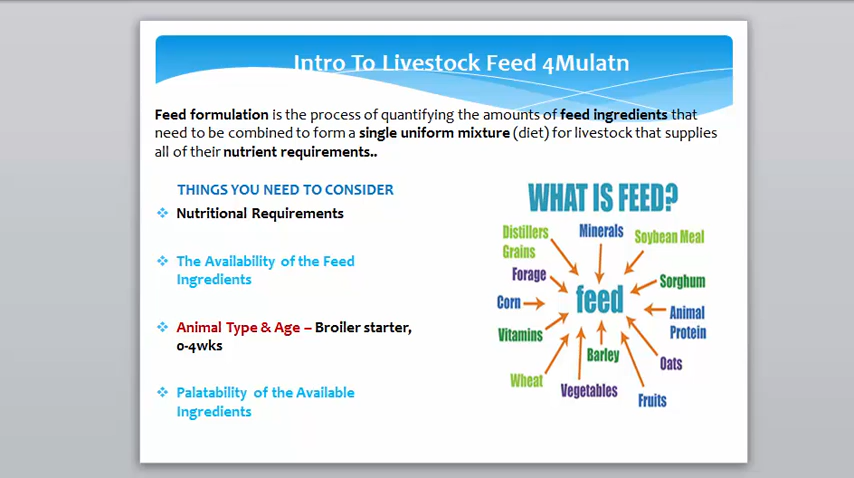 Intro To Livestock Feed 4Mulatn
Feed formulation is the process of quantifying the amounts of feed ingredients that
need to be combined to form a single uniform mixture (diet) for livestock that supplies
all of their nutrient requirements..
THINGS YOU NEED TO CONSIDER
Nutritional Requirements
The Availability of the Feed
Ingredients
Animal Type & Age – Broiler starter,
0-4wks
Palatability of the Available
Ingredients
WHAT IS FEED?
Distillers
Grains
Minerals
Soybean Meal
Forage
Sorghum
Corn
feed
Animal
Protein
Vitamins
Barley
Oats
Wheat
Vegetables
Fruits